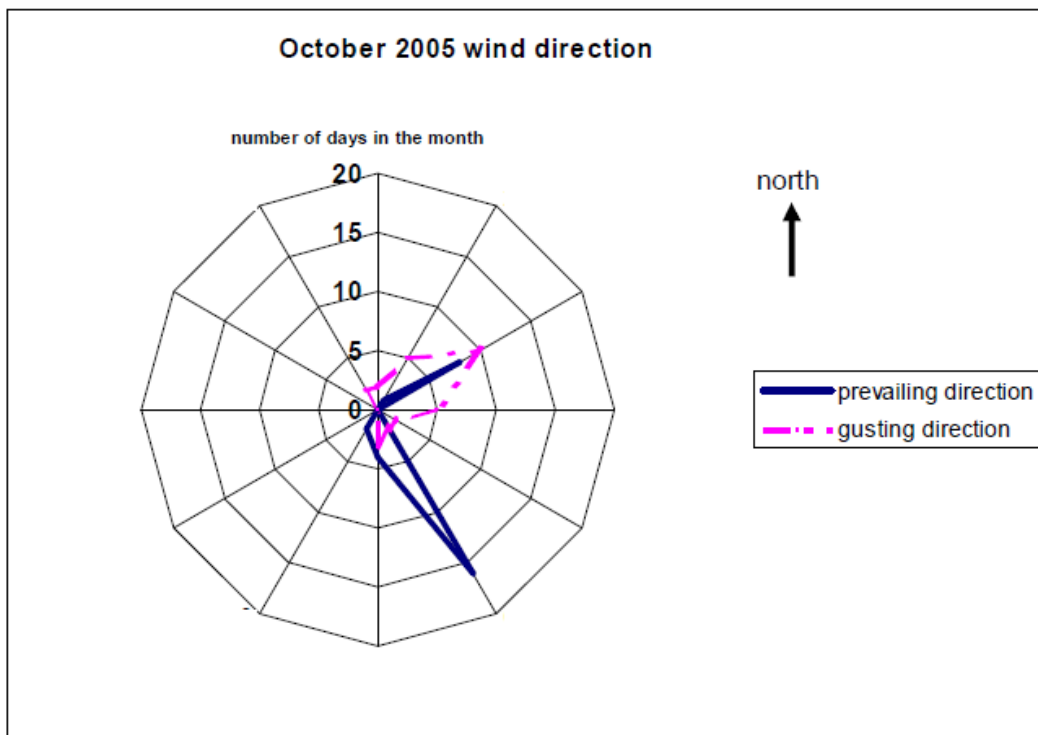 October 2005 wind direction
number of days in the month
20
15
10
5
0
north
prevailing direction
gusting direction